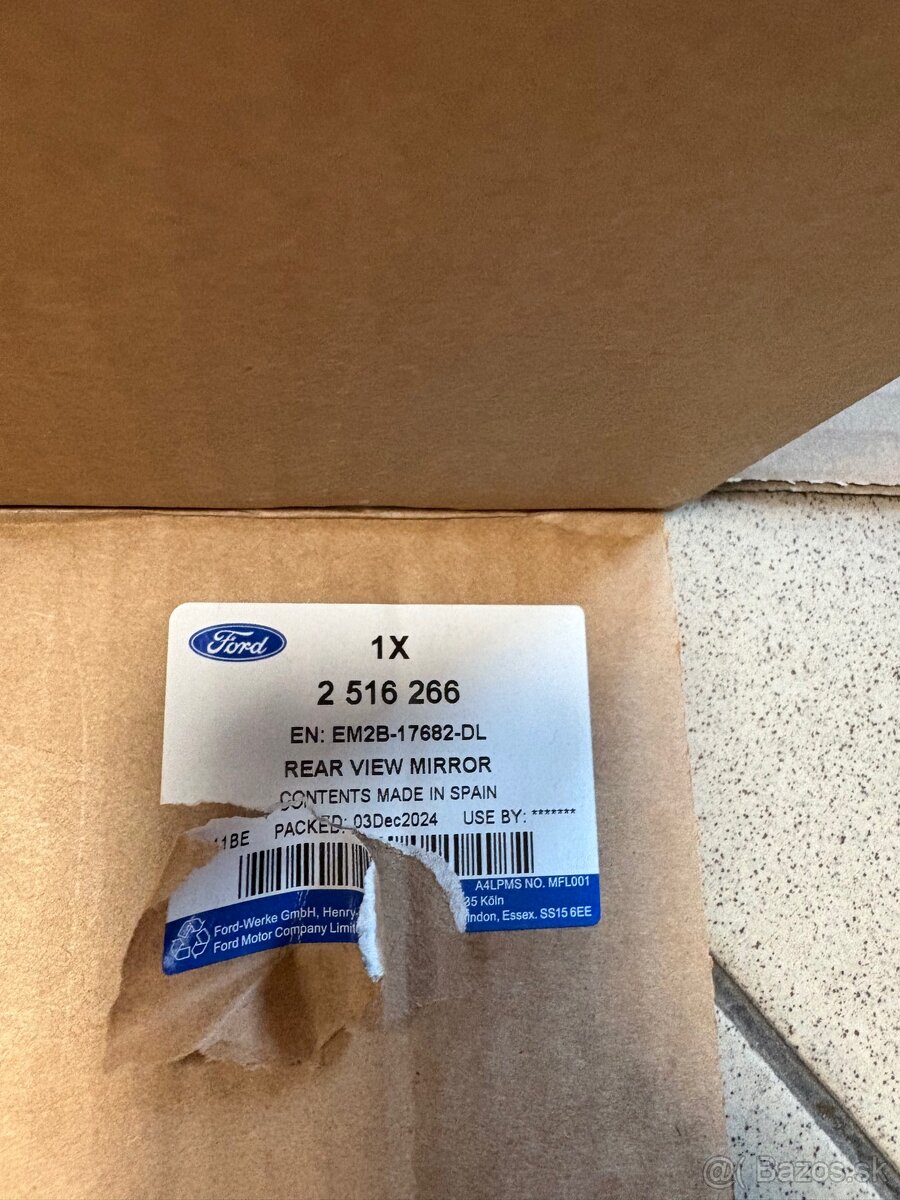 Ford
1X
2 516 266
EN: EM2B-17682-DL
REAR VIEW MIRROR
CONTENTS MADE IN SPAIN
11BE PACKED: 03Dec2024 USE BY: *******
A4LPMS NO. MFL001
Ford-Werke GmbH, Henry- 35 Köln
Ford Motor Company Limit ndon, Essex. SS15 6EE
@ Bazos.sk